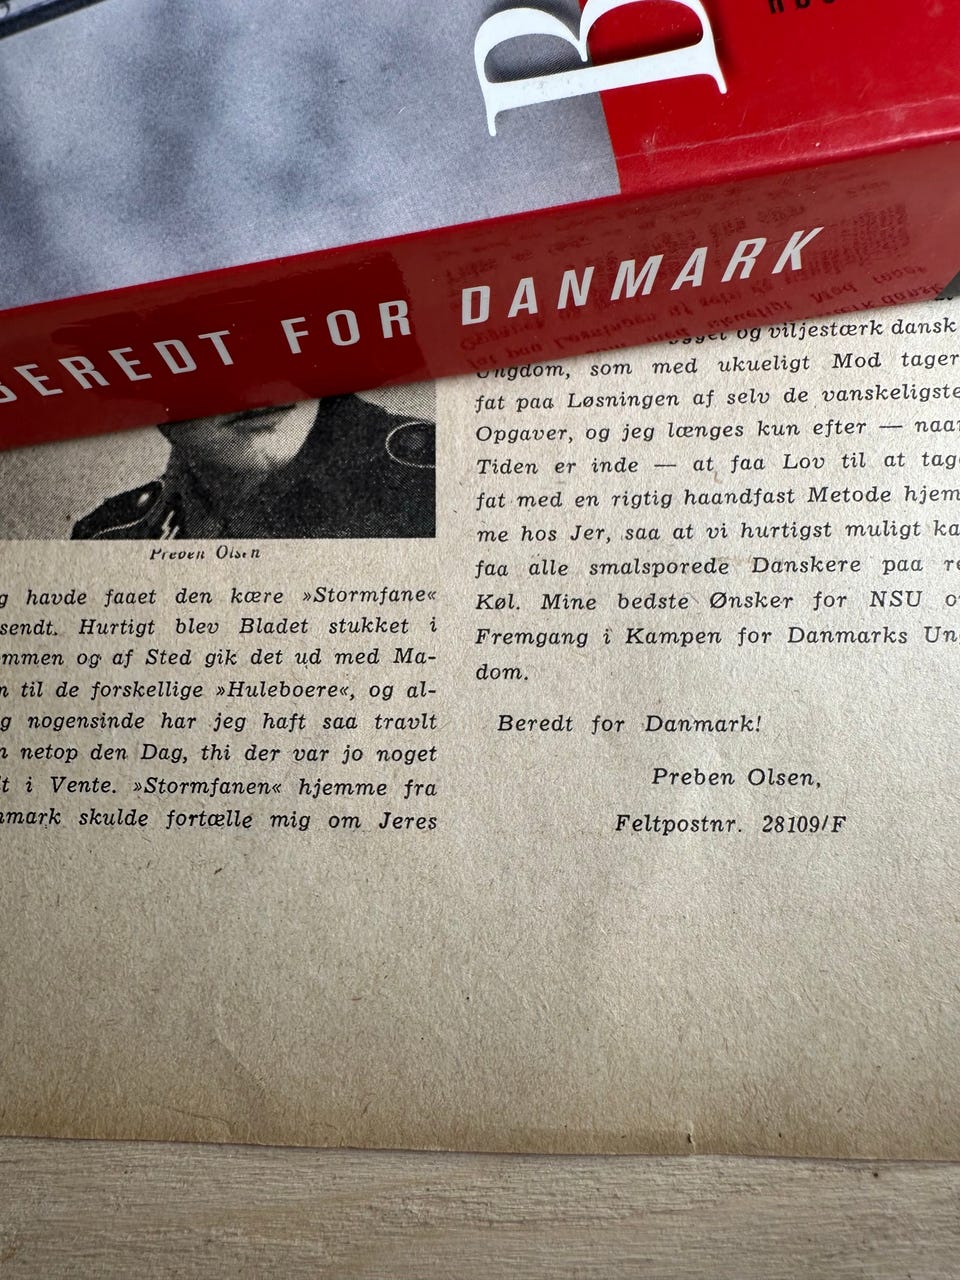 B
BEREDT FOR DANMARK
Preben Olsen
havde faaet den kære »Stormfane«
sendt. Hurtigt blev Bladet stukket i
mmen og af Sted gik det ud med Ma-
til de forskellige »Huleboere«, og al-
nogensinde har jeg haft saa travlt
netop den Dag, thi der var jo noget
i Vente. »Stormfanen« hjemme fra
mark skulde fortælle mig om Jeres
og viljestærk dansk
Ungdom, som med ukueligt Mod tager
fat paa Løsningen af selv de vanskeligste
Opgaver, og jeg længes kun efter — naar
Tiden er inde — at faa Lov til at tag
fat med en rigtig haandfast Metode hjem
me hos Jer, saa at vi hurtigst muligt ka
faa alle smalsporede Danskere paa re
Køl. Mine bedste Ønsker for NSU o
Fremgang i Kampen for Danmarks Un
dom.
Beredt for Danmark!
Preben Olsen,
Feltpostnr. 28109/F